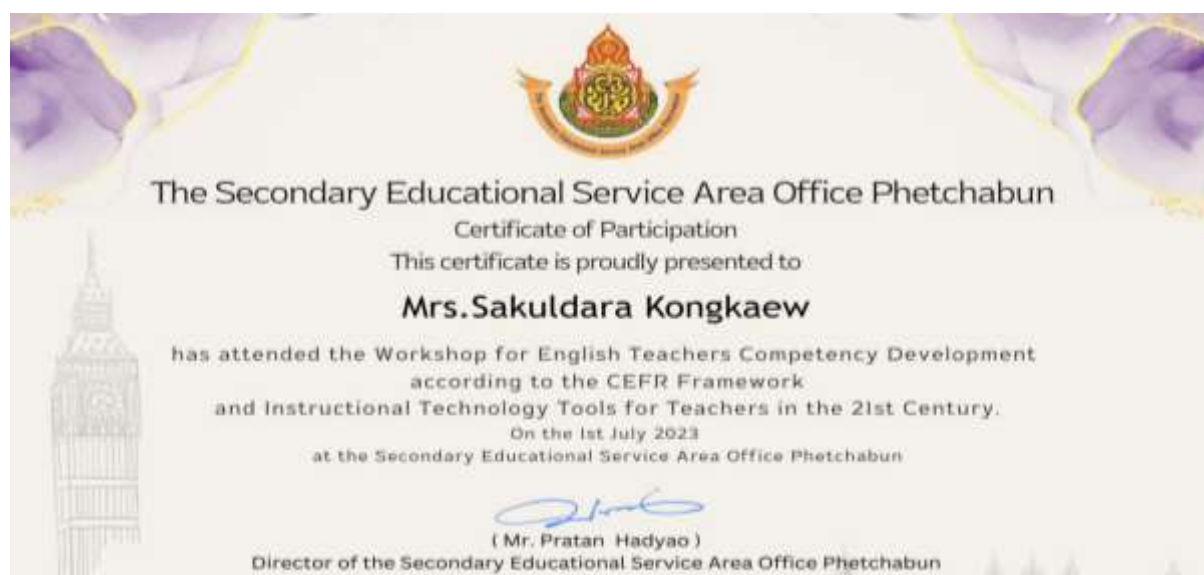 The Secondary Educational Service Area Office Phetchabun
Certificate of Participation
This certificate is proudly presented to
Mrs.Sakuldara Kongkaew
has attended the Workshop for English Teachers Competency Development
according to the CEFR Framework
and Instructional Technology Tools for Teachers in the 21st Century.
On the 1st July 2023
at the Secondary Educational Service Area Office Phetchabun
( Mr. Pratan Hadyao )
Director of the Secondary Educational Service Area Office Phetchabun